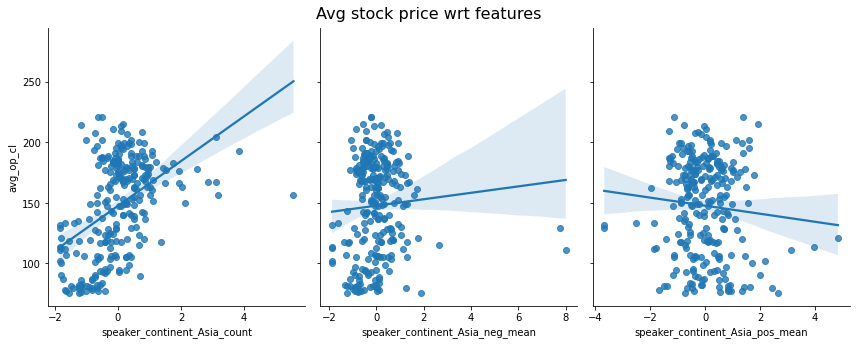 Avg stock price wrt features
avg_op_cl
250
200
150
100
−2 0 2 4
speaker_continent_Asia_count
−2 0 2 4 6 8
speaker_continent_Asia_neg_mean
−4 −2 0 2 4
speaker_continent_Asia_pos_mean